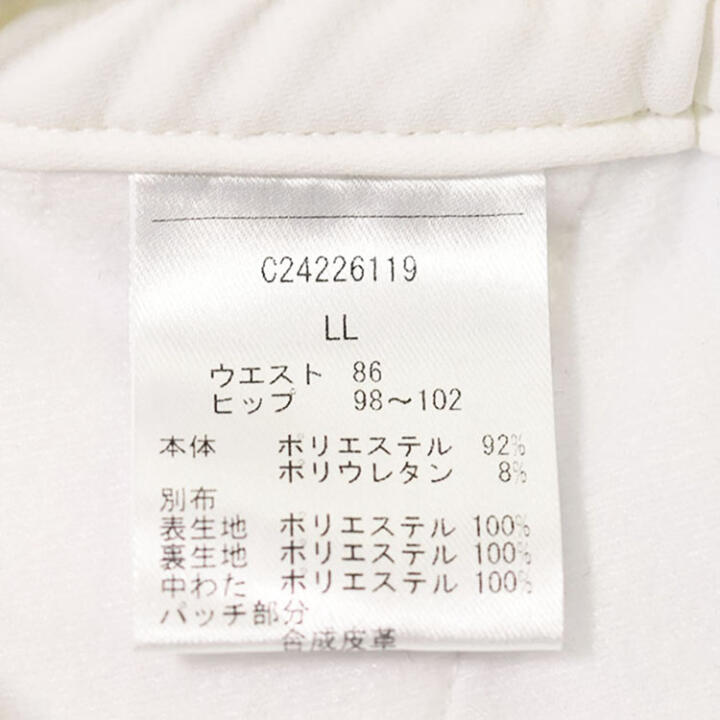 C24226119
LL
ウエスト 86
ヒップ 98～102
本体 ポリエステル 92%
ポリウレタン 8%
別布
表生地 ポリエステル 100%
裏生地 ポリエステル 100%
中わた ポリエステル 100%
パッチ部分
合成皮革